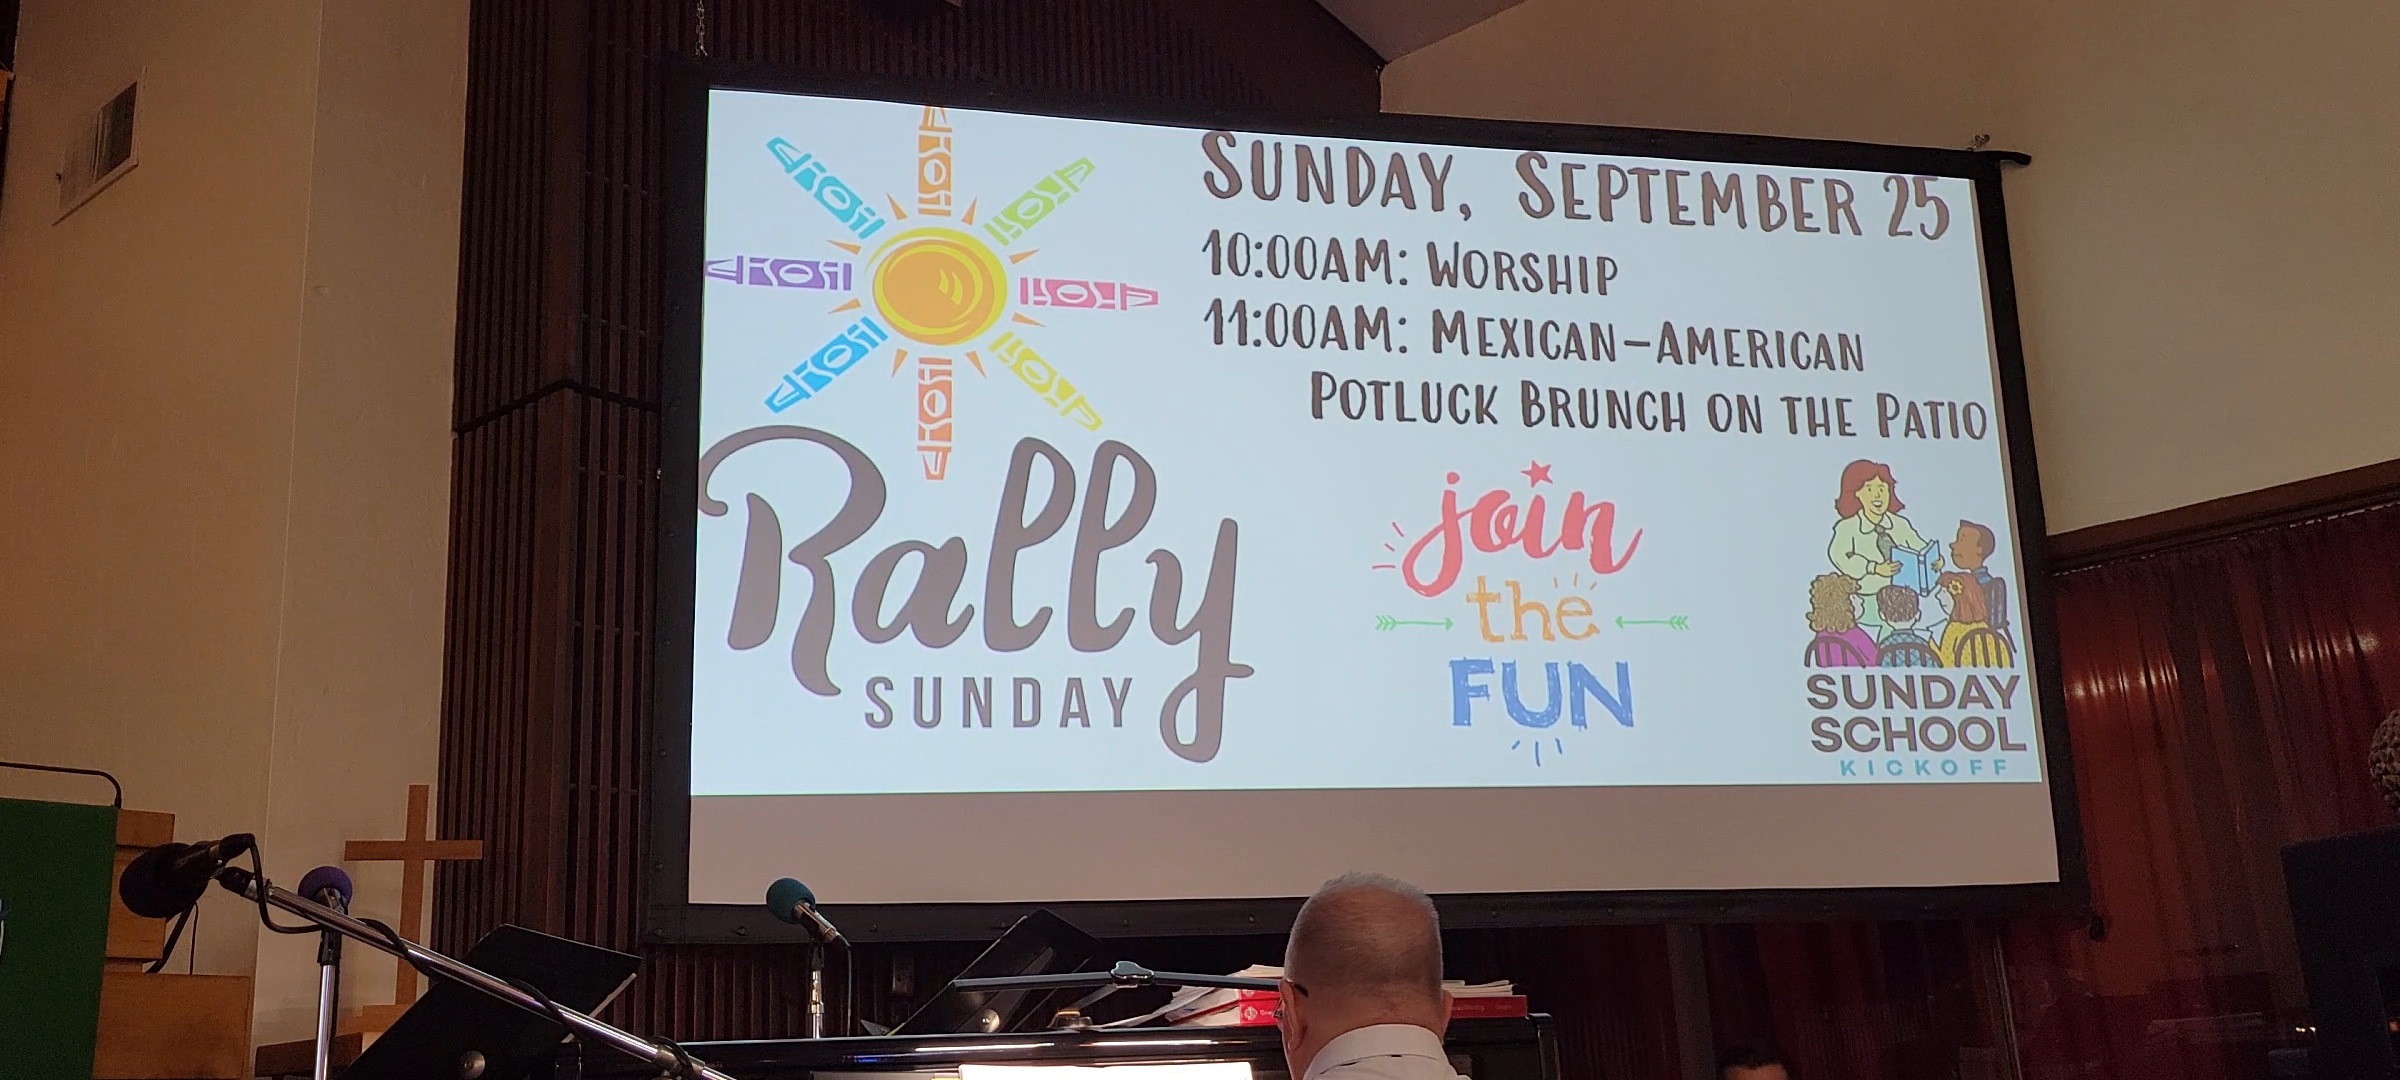 SUNDAY, SEPTEMBER 25
10:00AM: WORSHIP
11:00AM: MEXICAN-AMERICAN
POTLUCK BRUNCH ON THE PATIO
Rally
SUNDAY
join
the
FUN
SUNDAY
SCHOOL
KICKOFF